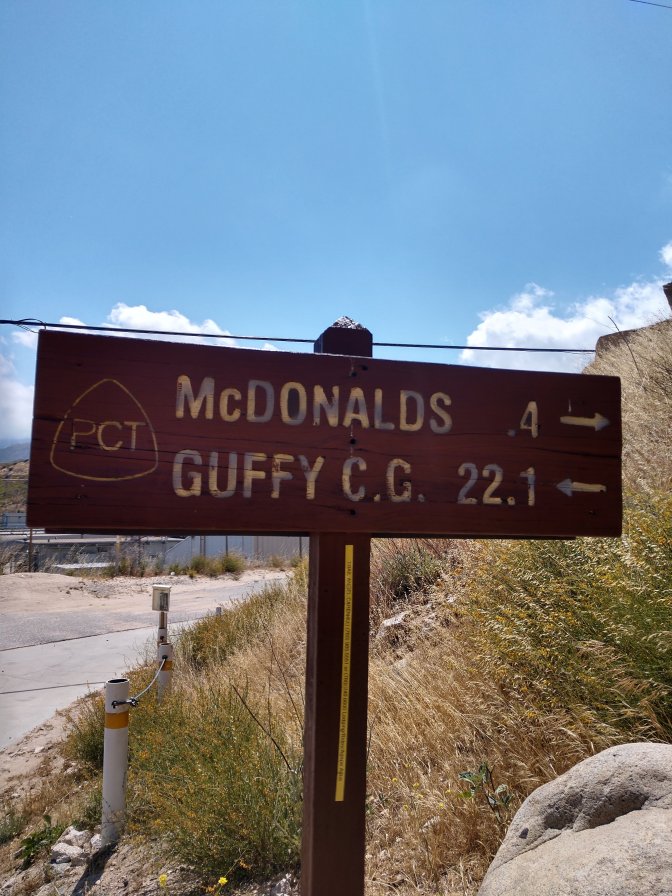 PCT
McDONALDS .4
GUFFY C.G. 22.1